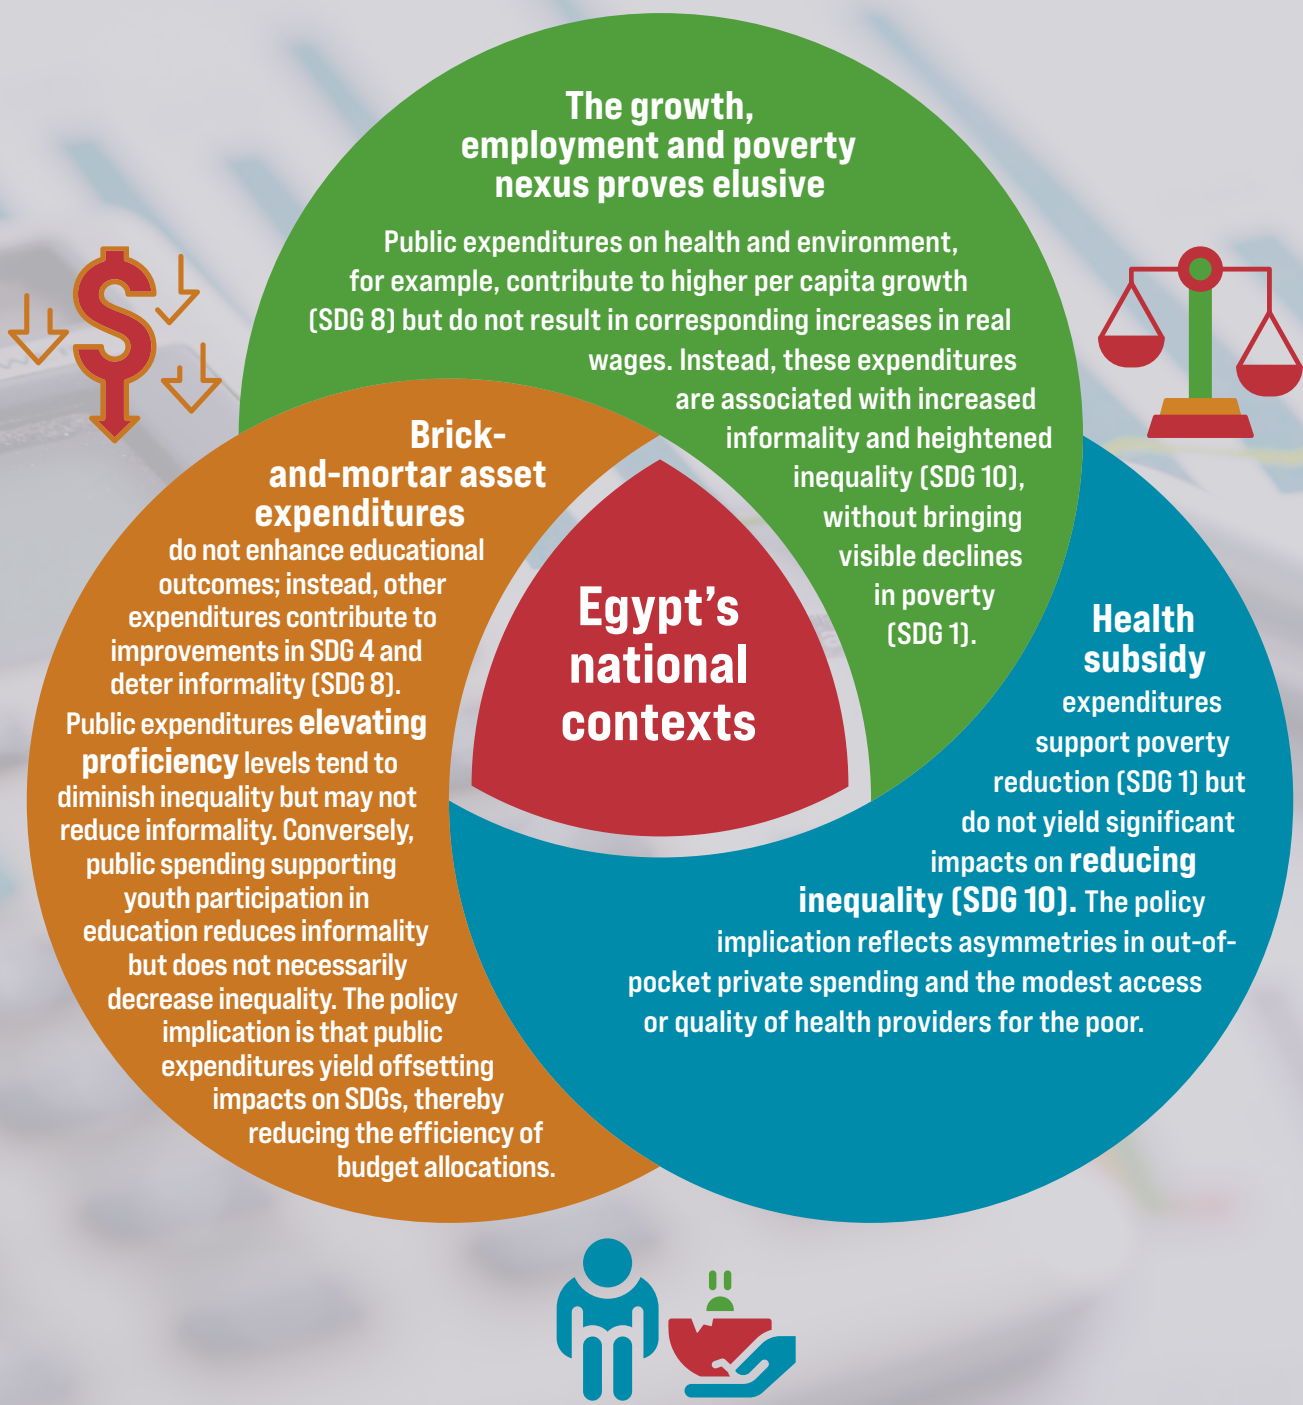 The growth,
employment and poverty
nexus proves elusive
Public expenditures on health and environment,
for example, contribute to higher per capita growth
(SDG 8) but do not result in corresponding increases in real
wages. Instead, these expenditures
are associated with increased
informality and heightened
inequality (SDG 10),
without bringing
visible declines
in poverty
(SDG 1).
Brick-
and-mortar asset
expenditures
do not enhance educational
outcomes; instead, other
expenditures contribute to
improvements in SDG 4 and
deter informality (SDG 8).
Public expenditures elevating
proficiency levels tend to
diminish inequality but may not
reduce informality. Conversely,
public spending supporting
youth participation in
education reduces informality
but does not necessarily
decrease inequality. The policy
implication is that public
expenditures yield offsetting
impacts on SDGs, thereby
reducing the efficiency of
budget allocations.
Egypt's
national
contexts
Health
subsidy
expenditures
support poverty
reduction (SDG 1) but
do not yield significant
impacts on reducing
inequality (SDG 10). The policy
implication reflects asymmetries in out-of-
pocket private spending and the modest access
or quality of health providers for the poor.